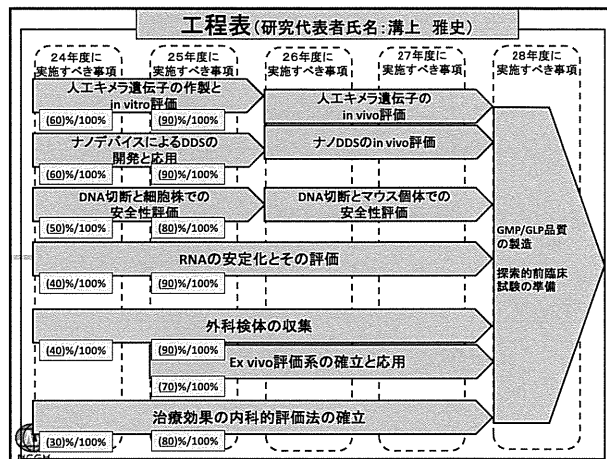 工程表(研究代表者氏名:溝上 雅史)
24年度に
実施すべき事項
25年度に
実施すべき事項
26年度に
実施すべき事項
27年度に
実施すべき事項
28年度に
実施すべき事項
人工キメラ遺伝子の作製と
in vitro評価
(60)%/100%
(90)%/100%
人工キメラ遺伝子の
in vivo評価
ナノデバイスによるDDSの
開発と応用
(60)%/100%
(90)%/100%
ナノDDSのin vivo評価
DNA切断と細胞株での
安全性評価
(50)%/100%
(80)%/100%
DNA切断とマウス個体での
安全性評価
RNAの安定化とその評価
(40)%/100%
(90)%/100%
外科検体の収集
(40)%/100%
(90)%/100%
Ex vivo評価系の確立と応用
(70)%/100%
治療効果の内科的評価法の確立
(30)%/100%
(80)%/100%
GMP/GLP品質
の製造
探索的前臨床
試験の準備